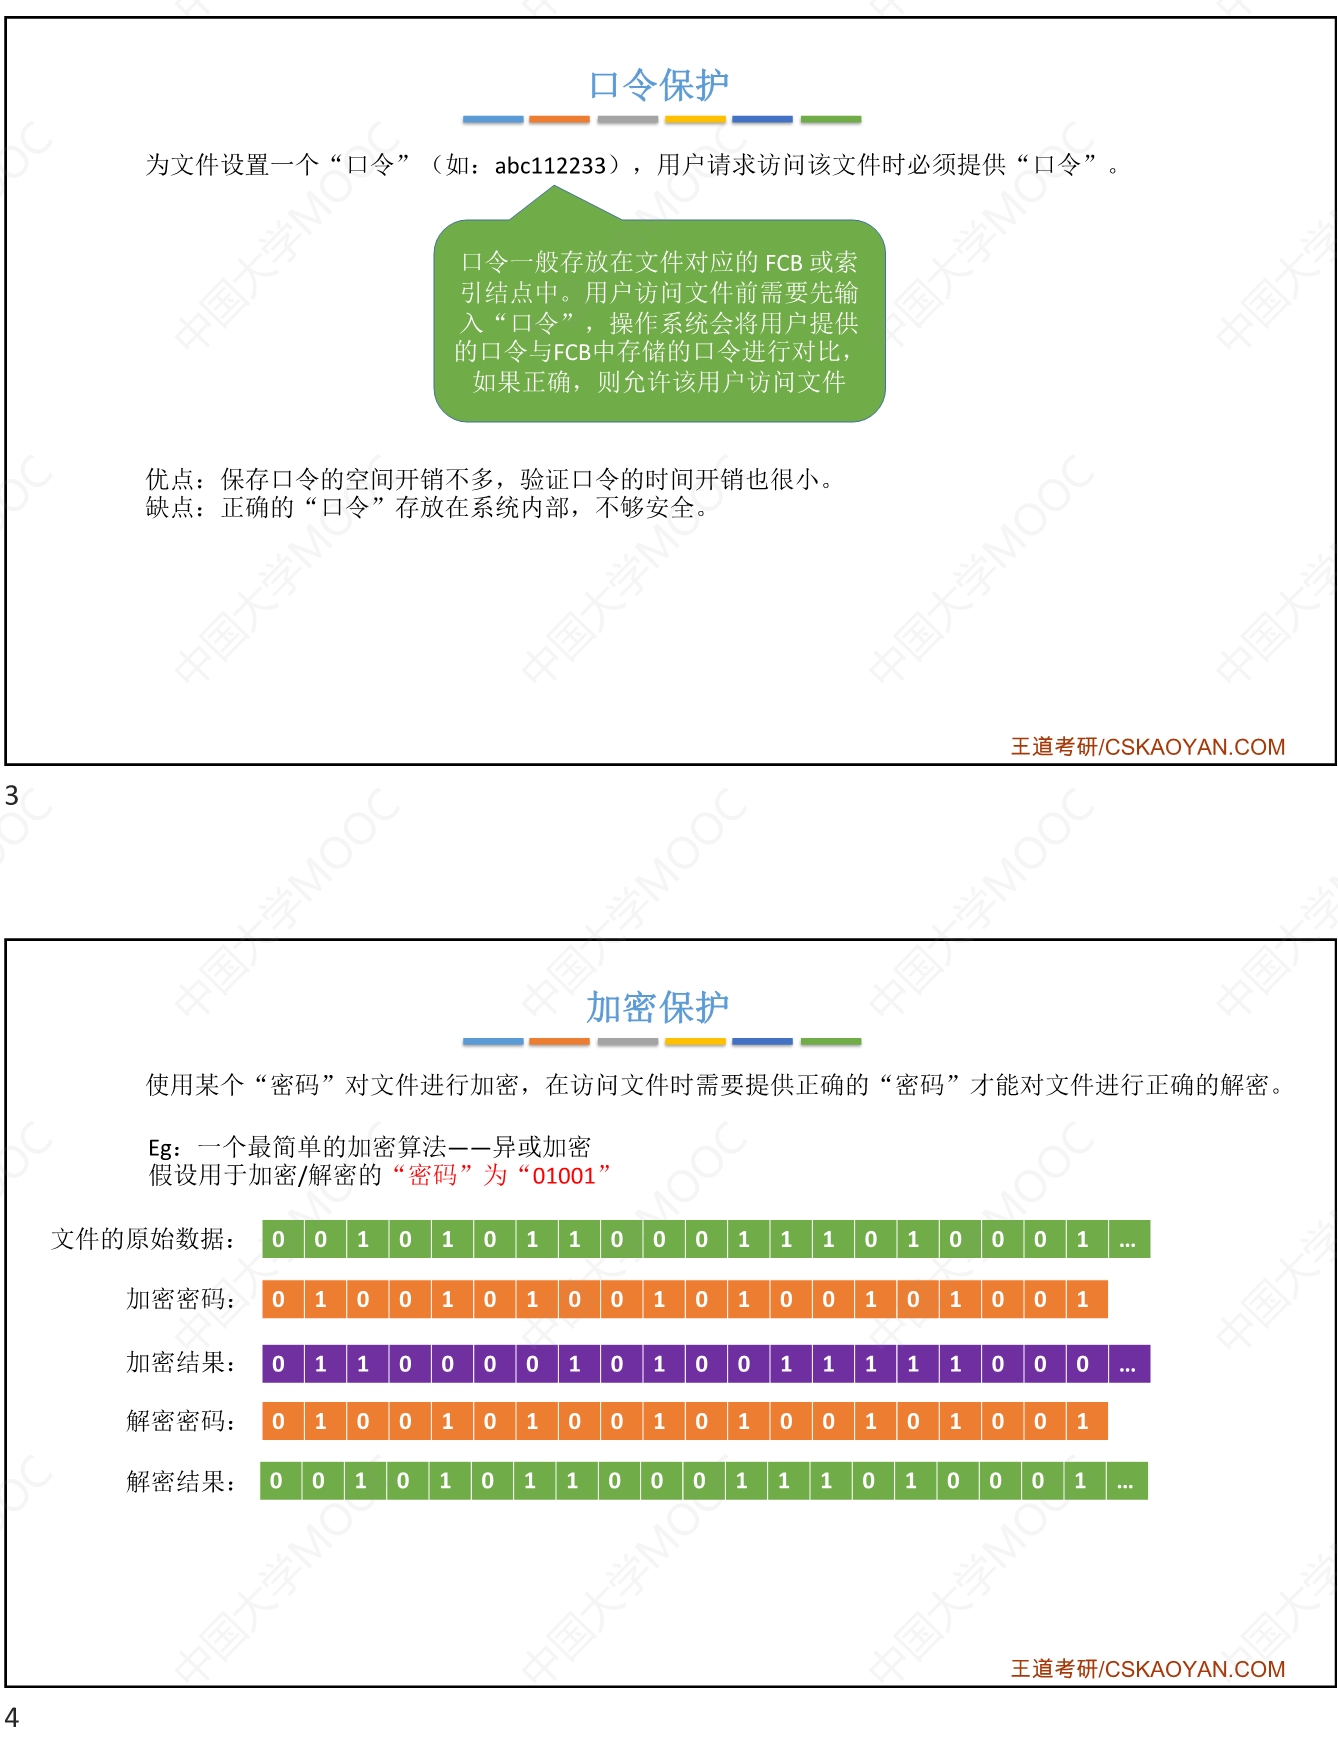 口令保护
为文件设置一个“口令”（如：abc112233），用户请求访问该文件时必须提供“口令”。
口令一般存放在文件对应的 FCB 或索
引结点中。用户访问文件前需要先输
入“口令”，操作系统会将用户提供
的口令与FCB中存储的口令进行对比，
如果正确，则允许该用户访问文件
优点：保存口令的空间开销不多，验证口令的时间开销也很小。
缺点：正确的“口令”存放在系统内部，不够安全。
王道考研/CSKAOYAN.COM
3
加密保护
使用某个“密码”对文件进行加密，在访问文件时需要提供正确的“密码”才能对文件进行正确的解密。
Eg：一个最简单的加密算法——异或加密
假设用于加密/解密的“密码”为“01001”
文件的原始数据： 0 0 1 0 1 0 1 1 0 0 0 1 1 1 0 1 0 0 0 1 …
加密密码： 0 1 0 0 1 0 1 0 0 1 0 1 0 0 1 0 1 0 0 1
加密结果： 0 1 1 0 0 0 0 1 0 1 0 0 1 1 1 1 1 0 0 0 …
解密密码： 0 1 0 0 1 0 1 0 0 1 0 1 0 0 1 0 1 0 0 1
解密结果： 0 0 1 0 1 0 1 1 0 0 0 1 1 1 0 1 0 0 0 1 …
王道考研/CSKAOYAN.COM
4
中国大学MOOC